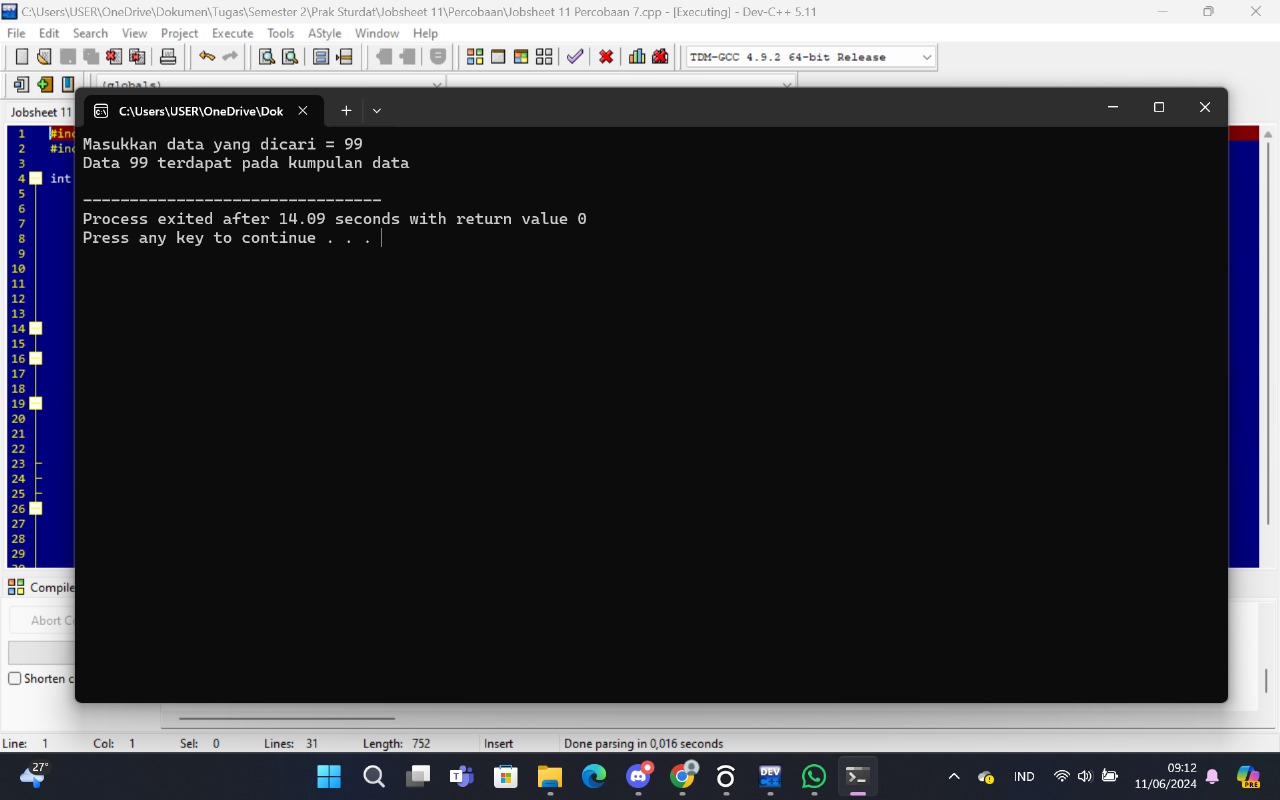 C:\Users\USER\OneDrive\Dokumen\Tugas\Semester 2\Prak Sturdat\Jobsheet 11\Percobaan\Jobsheet 11 Percobaan 7.cpp - [Executing] - Dev-C++ 5.11
File Edit Search View Project Execute Tools AStyle Window Help
TDM-GCC 4.9.2 64-bit Release
(globals)
Jobsheet 11
C:\Users\USER\OneDrive\Dok
1 #inc
2 #inc
3
4 int
5
6
7
8
9
10
11
12
13
14
15
16
17
18
19
20
21
22
23
24
25
26
27
28
29
Masukkan data yang dicari = 99
Data 99 terdapat pada kumpulan data
--------------------------------
Process exited after 14.09 seconds with return value 0
Press any key to continue . . .
Compile
Abort C
Shorten c
Line: 1 Col: 1 Sel: 0 Lines: 31 Length: 752 Insert Done parsing in 0,016 seconds
27°
DEV
IND
09:12
11/06/2024
PRE